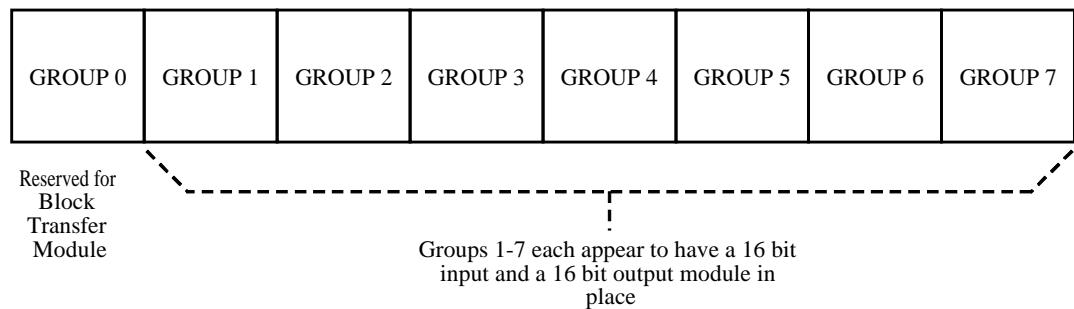 GROUP 0 GROUP 1 GROUP 2 GROUP 3 GROUP 4 GROUP 5 GROUP 6 GROUP 7
Reserved for
Block
Transfer
Module
Groups 1-7 each appear to have a 16 bit
input and a 16 bit output module in
place